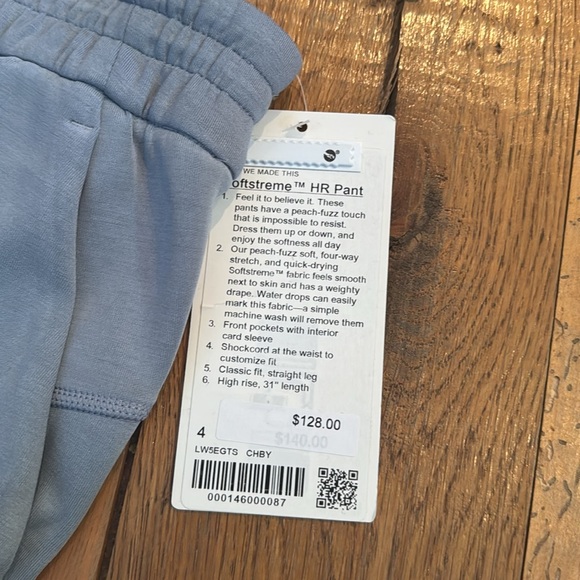 WE MADE THIS
oftstreme™ HR Pant
1. Feel it to believe it. These
pants have a peach-fuzz touch
that is impossible to resist.
Dress them up or down, and
enjoy the softness all day
2. Our peach-fuzz soft, four-way
stretch, and quick-drying
Softstreme™ fabric feels smooth
next to skin and has a weighty
drape. Water drops can easily
mark this fabric—a simple
machine wash will remove them
3. Front pockets with interior
card sleeve
4. Shockcord at the waist to
customize fit
5. Classic fit, straight leg
6. High rise, 31" length
$128.00
$140.00
4
LW5EGTS CHBY
000146000087